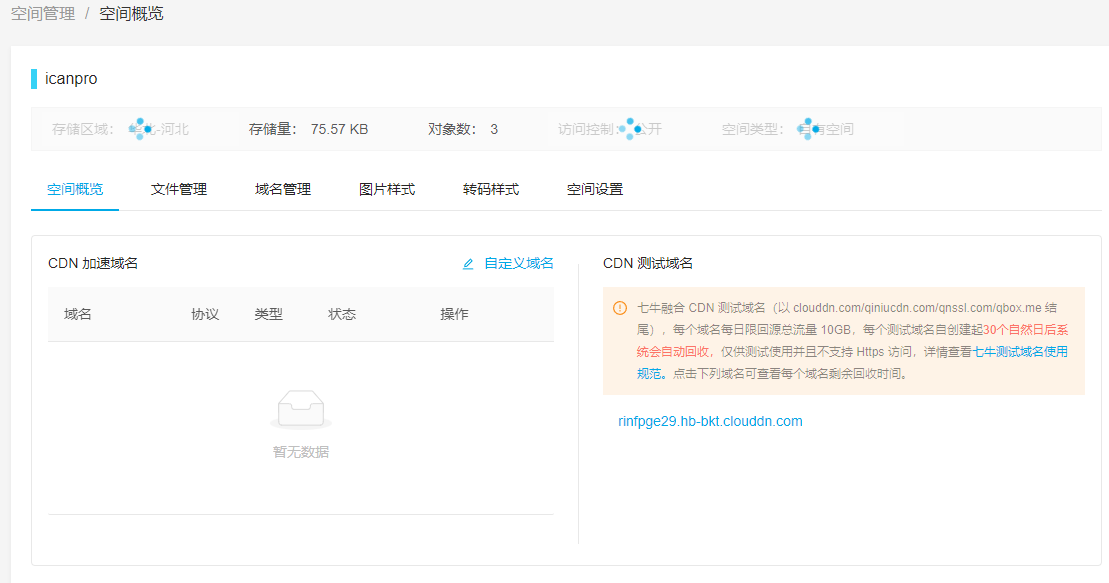 空间管理 / 空间概览
icanpro
存储区域： 华北-河北 存储量： 75.57 KB 对象数： 3 访问控制：公开 空间类型： 自有空间
空间概览 文件管理 域名管理 图片样式 转码样式 空间设置
CDN 加速域名 自定义域名
域名 协议 类型 状态 操作
暂无数据
CDN 测试域名
七牛融合 CDN 测试域名（以 clouddn.com/qiniucdn.com/qnssl.com/qbox.me 结
尾），每个域名每日限回源总流量 10GB，每个测试域名自创建起30个自然日后系
统会自动回收，仅供测试使用并且不支持 Https 访问，详情查看七牛测试域名使用
规范。点击下列域名可查看每个域名剩余回收时间。
rinfpge29.hb-bkt.clouddn.com